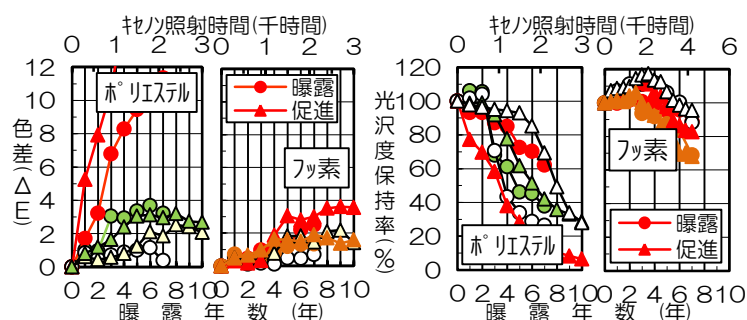 ｷｾﾉﾝ照射時間(千時間)
0 1 2 3
0 1 2 3
12
10
8
6
4
2
0
色差(ΔE)
ﾎﾟﾘｴｽﾃﾙ
曝露
促進
フッ素
0 2 4 6 8 10
0 2 4 6 8 10
曝露年数(年)
ｷｾﾉﾝ照射時間(千時間)
0 1 2 3
0 2 4 6
120
100
80
60
40
20
0
光沢度保持率(%)
ﾎﾟﾘｴｽﾃﾙ
フッ素
曝露
促進
0 2 4 6 8 10
0 2 4 6 8 10
曝露年数(年)